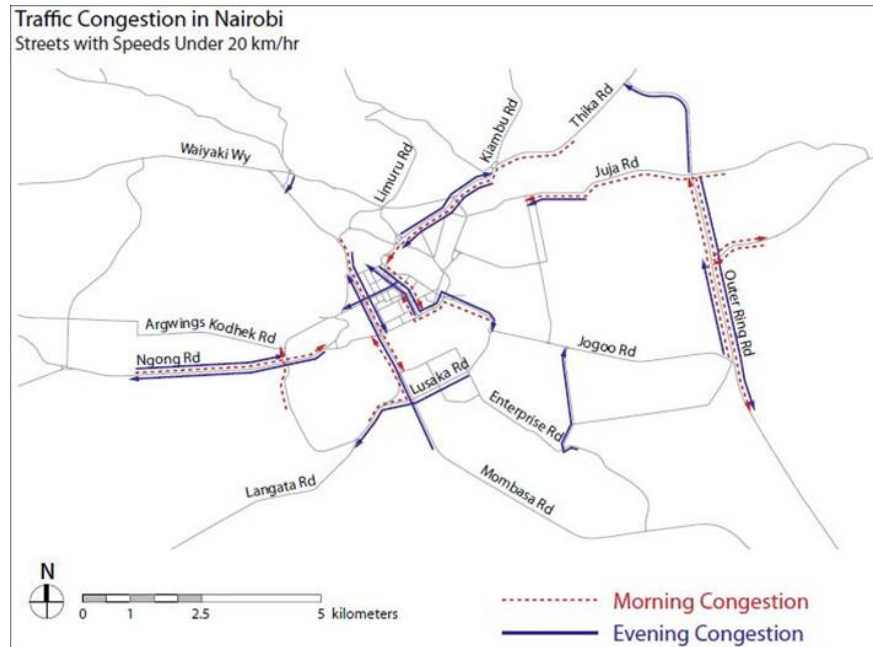 Traffic Congestion in Nairobi
Streets with Speeds Under 20 km/hr
Kiambu Rd
Thika Rd
Waiyaki Wy
Limuru Rd
Juja Rd
Outer Ring Rd
Argwings Kodhek Rd
Ngong Rd
Jogoo Rd
Lusaka Rd
Enterprise Rd
Langata Rd
Mombasa Rd
N
0 1 2.5 5 kilometers
Morning Congestion
Evening Congestion